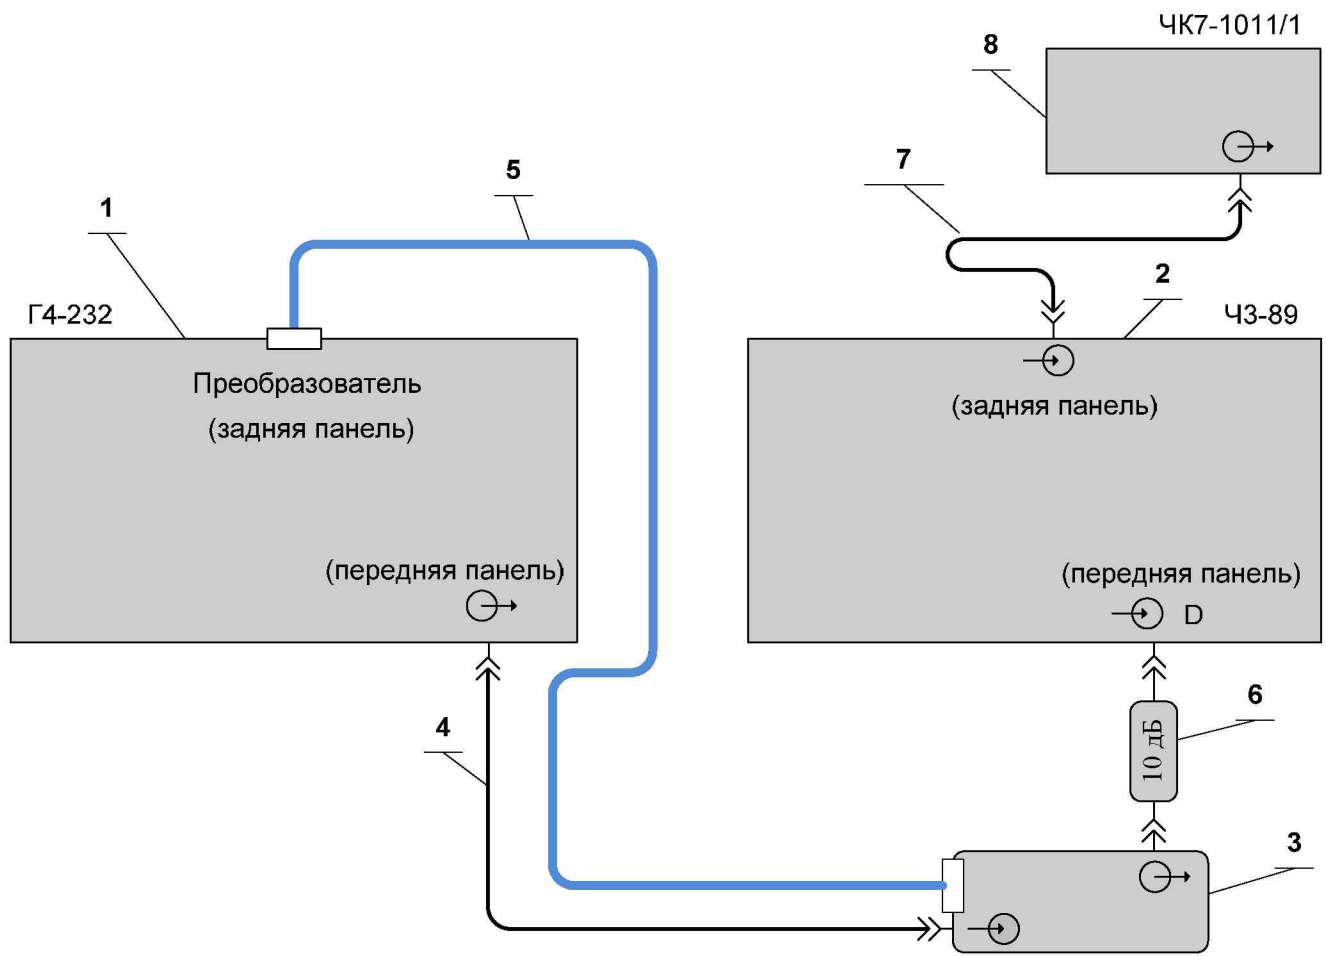 ЧК7-1011/1
8
7
5
1
2
Г4-232
ЧЗ-89
Преобразователь
(задняя панель)
(задняя панель)
(передняя панель)
(передняя панель)
D
6
4
10 дБ
3